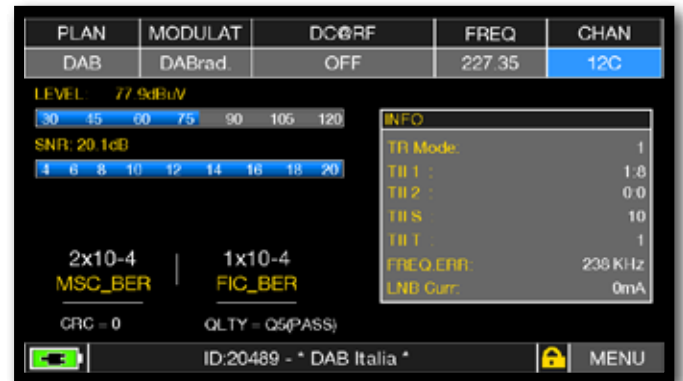 PLAN MODULAT DC@RF FREQ CHAN
DAB DABrad. OFF 227.35 12C
LEVEL: 77.9dBuV
30 45 60 75 90 105 120
SNR: 20.1dB
4 6 8 10 12 14 16 18 20
INFO
TR Mode: 1
TII 1 : 1:8
TII 2 : 0:0
TII S 10
TII T : 1
FREQ.ERR: 238 KHz
LNB Curr: 0mA
2x10-4 1x10-4
MSC_BER FIC_BER
CRC = 0 QLTY = Q5(PASS)
ID:20489 - * DAB Italia * MENU